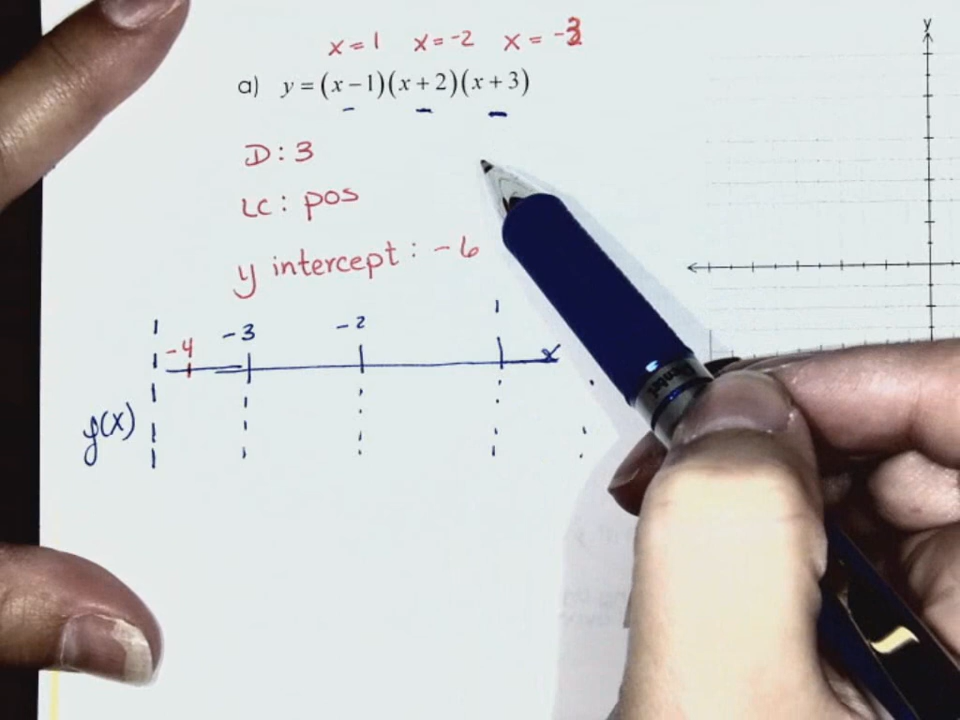 x = 1 x = -2 x = -3
a) y = (x − 1)(x + 2)(x + 3)
D: 3
LC: pos
y intercept: -6
-4 -3 -2 1
x
f(x)
y